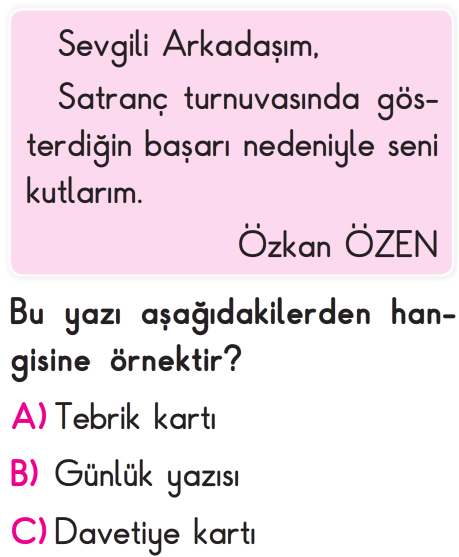 Sevgili Arkadaşım,
Satranç turnuvasında gös-
terdiğin başarı nedeniyle seni
kutlarım.
Özkan ÖZEN
Bu yazı aşağıdakilerden han-
gisine örnektir?
A) Tebrik kartı
B) Günlük yazısı
C) Davetiye kartı